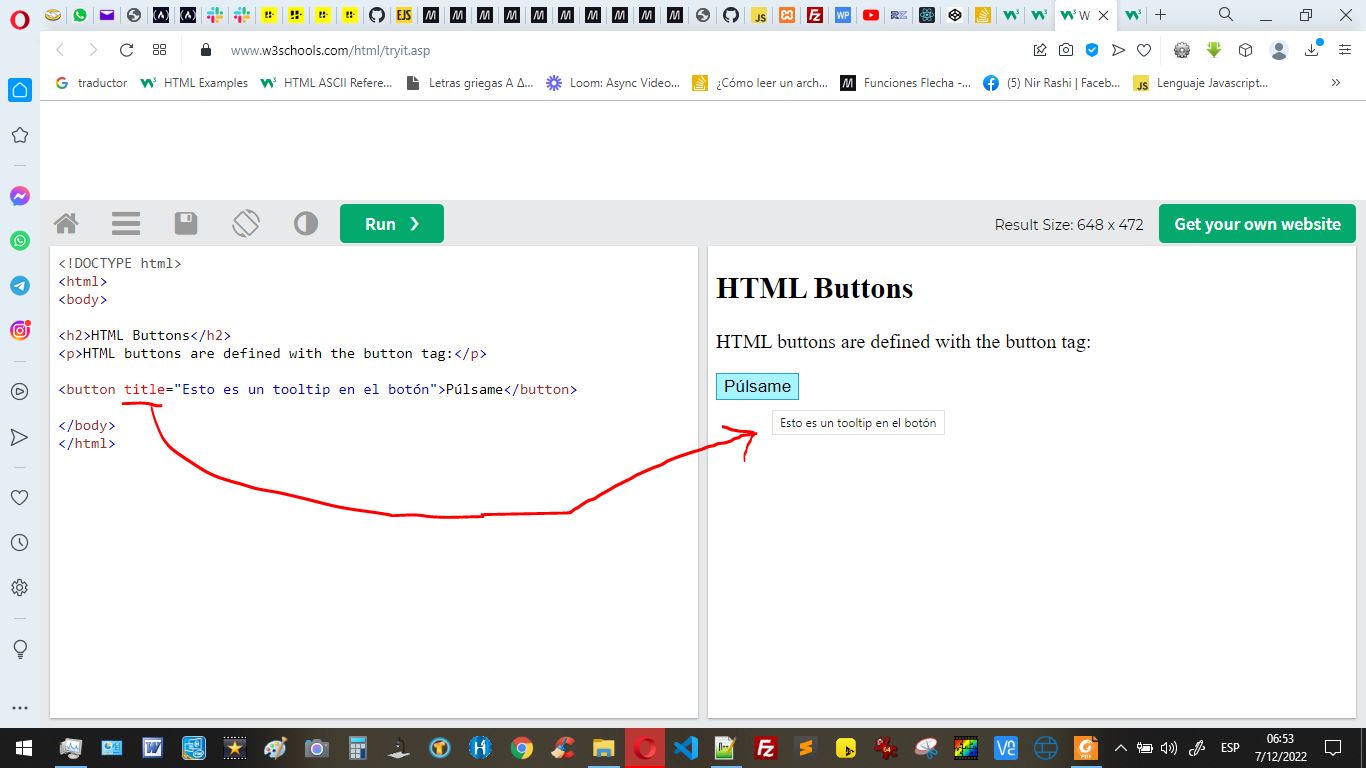 W
www.w3schools.com/html/tryit.asp
traductor
HTML Examples
HTML ASCII Refere...
Letras griegas Α Δ...
Loom: Async Video...
¿Cómo leer un arch...
Funciones Flecha -...
(5) Nir Rashi | Faceb...
Lenguaje Javascript...
Run ❯
Result Size: 648 x 472
Get your own website
<!DOCTYPE html>
<html>
<body>
<h2>HTML Buttons</h2>
<p>HTML buttons are defined with the button tag:</p>
<button title="Esto es un tooltip en el botón">Púlsame</button>
</body>
</html>
HTML Buttons
HTML buttons are defined with the button tag:
Púlsame
Esto es un tooltip en el botón
ESP
06:53
7/12/2022